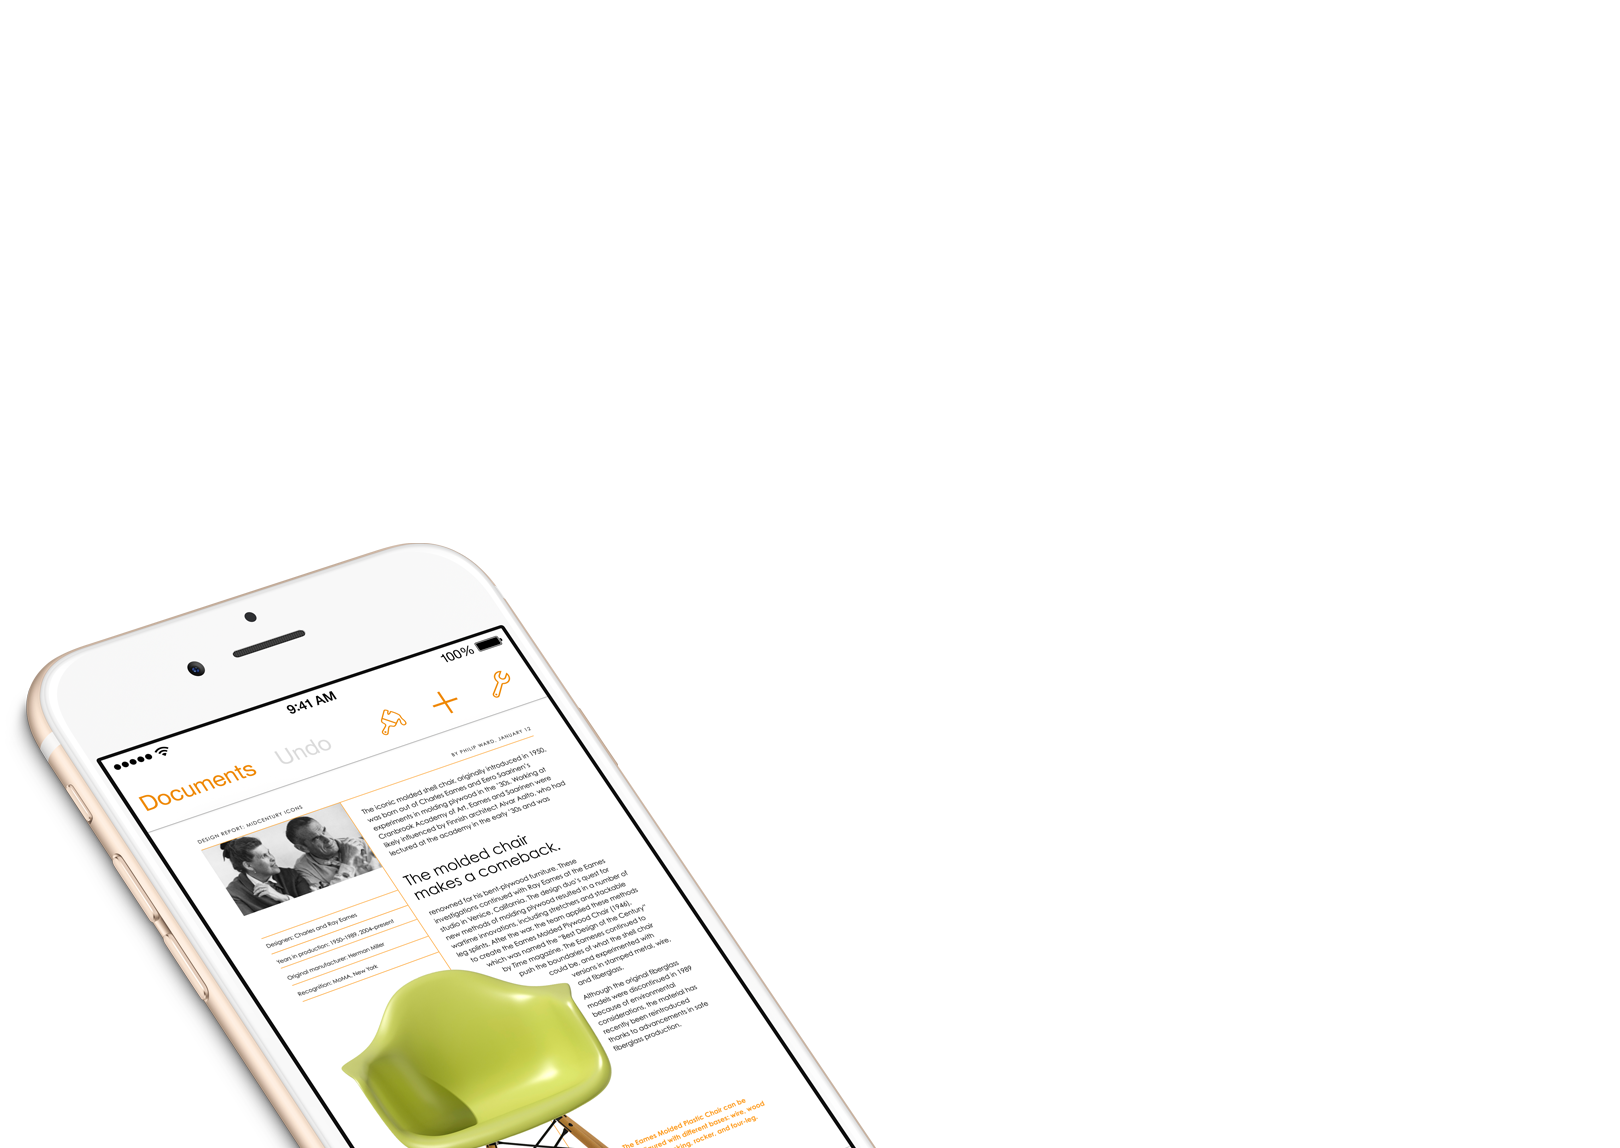 100%
9:41 AM
Documents
Undo
BY PHILIP WARD, JANUARY 12
DESIGN REPORT: MIDCENTURY ICONS
The iconic molded shell chair, originally introduced in 1950,
was born out of Charles Eames and Eero Saarinen's
experiments in molding plywood in the '30s. Working at
Cranbrook Academy of Art, Eames and Saarinen were
likely influenced by Finnish architect Alvar Aalto, who had
lectured at the academy in the early '30s and was
The molded chair
makes a comeback.
renowned for his bent-plywood furniture. These
investigations continued with Ray Eames at the Eames
studio in Venice, California. The design duo's quest for
new methods of molding plywood resulted in a number of
wartime innovations, including stretchers and stackable
leg splints. After the war, the team applied these methods
to create the Eames Molded Plywood Chair (1946),
which was named the "Best Design of the Century"
by Time magazine. The Eameses continued to
push the boundaries of what the shell chair
could be, and experimented with
versions in stamped metal, wire,
and fiberglass.
Although the original fiberglass
models were discontinued in 1989
because of environmental
considerations, the material has
recently been reintroduced
thanks to advancements in safe
fiberglass production.
Designers: Charles and Ray Eames
Years in production: 1950–1989, 2004–present
Original manufacturer: Herman Miller
Recognition: MoMA, New York
The Eames Molded Plastic Chair can be
with different bases: wire, wood
rocker, and four-leg.